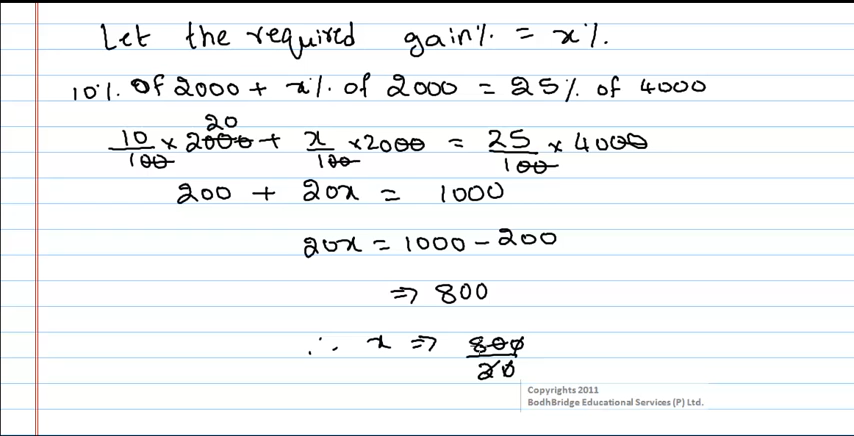 Let the required gain% = x%.
10% of 2000 + x% of 2000 = 25% of 4000
20
10/100 × 2000 + x/100 × 2000 = 25/100 × 4000
200 + 20x = 1000
20x = 1000 - 200
⇒ 800
∴ x ⇒ 800/20
Copyrights 2011
BodhBridge Educational Services (P) Ltd.